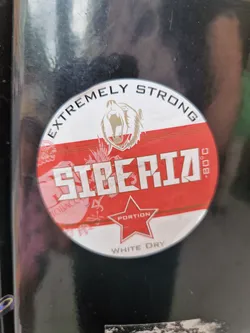 EXTREMELY STRONG
SIBERIA
-80°C
PORTION
WHITE DRY